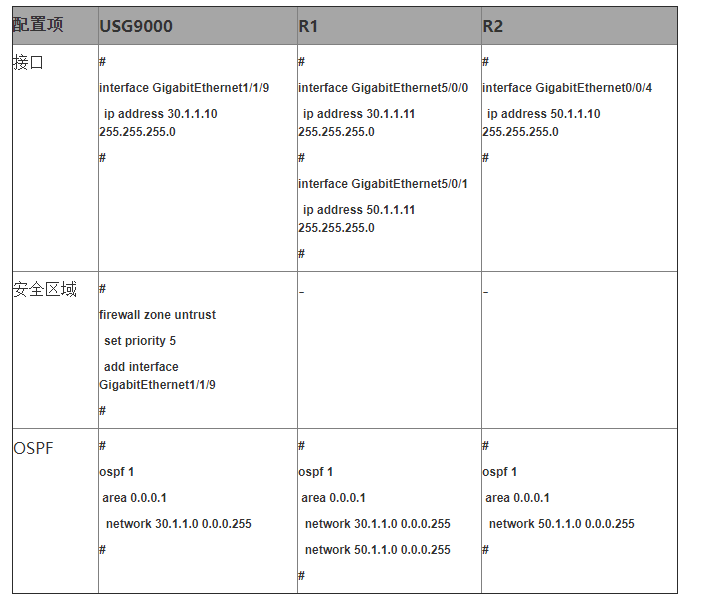 配置项 USG9000 R1 R2
接口
#
interface GigabitEthernet1/1/9
ip address 30.1.1.10
255.255.255.0
#
#
interface GigabitEthernet5/0/0
ip address 30.1.1.11
255.255.255.0
#
interface GigabitEthernet5/0/1
ip address 50.1.1.11
255.255.255.0
#
#
interface GigabitEthernet0/0/4
ip address 50.1.1.10
255.255.255.0
#
安全区域
#
firewall zone untrust
set priority 5
add interface
GigabitEthernet1/1/9
#
-
-
OSPF
#
ospf 1
area 0.0.0.1
network 30.1.1.0 0.0.0.255
#
#
ospf 1
area 0.0.0.1
network 30.1.1.0 0.0.0.255
network 50.1.1.0 0.0.0.255
#
#
ospf 1
area 0.0.0.1
network 50.1.1.0 0.0.0.255
#